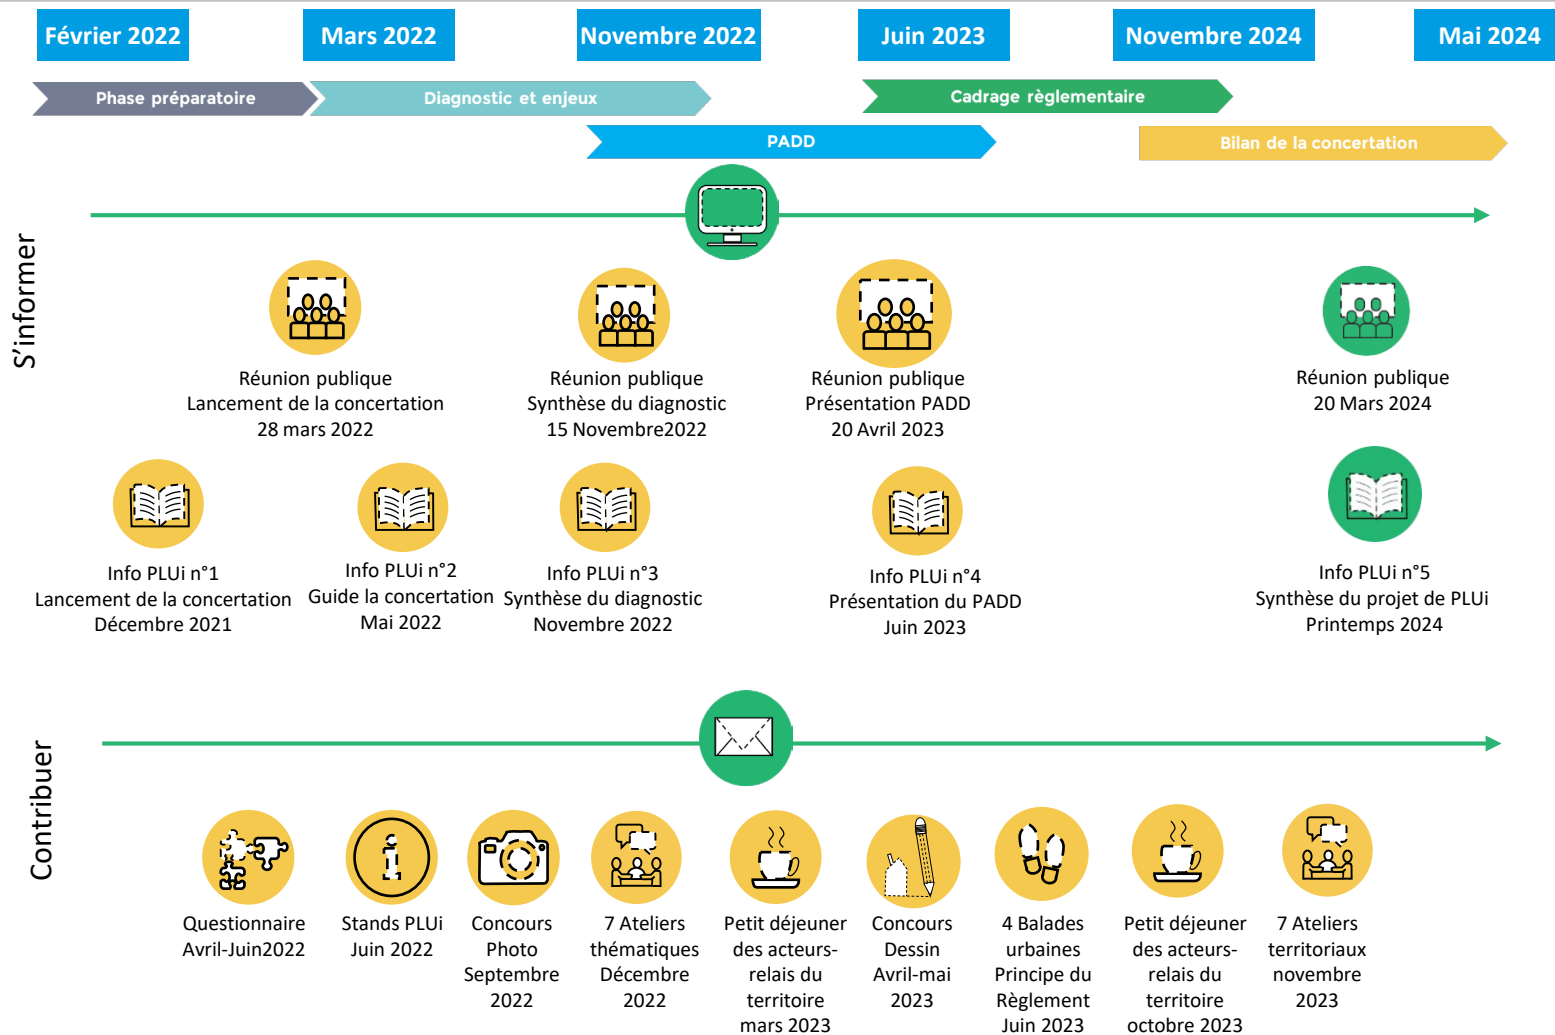 Février 2022
Mars 2022
Novembre 2022
Juin 2023
Novembre 2024
Mai 2024
Phase préparatoire
Diagnostic et enjeux
Cadrage règlementaire
PADD
Bilan de la concertation
S'informer
Réunion publique
Lancement de la concertation
28 mars 2022
Réunion publique
Synthèse du diagnostic
15 Novembre2022
Réunion publique
Présentation PADD
20 Avril 2023
Réunion publique
20 Mars 2024
Info PLUi n°1
Lancement de la concertation
Décembre 2021
Info PLUi n°2
Guide la concertation
Mai 2022
Info PLUi n°3
Synthèse du diagnostic
Novembre 2022
Info PLUi n°4
Présentation du PADD
Juin 2023
Info PLUi n°5
Synthèse du projet de PLUi
Printemps 2024
Contribuer
Questionnaire
Avril-Juin2022
Stands PLUi
Juin 2022
Concours
Photo
Septembre
2022
7 Ateliers
thématiques
Décembre
2022
Petit déjeuner
des acteurs-
relais du
territoire
mars 2023
Concours
Dessin
Avril-mai
2023
4 Balades
urbaines
Principe du
Règlement
Juin 2023
Petit déjeuner
des acteurs-
relais du
territoire
octobre 2023
7 Ateliers
territoriaux
novembre
2023